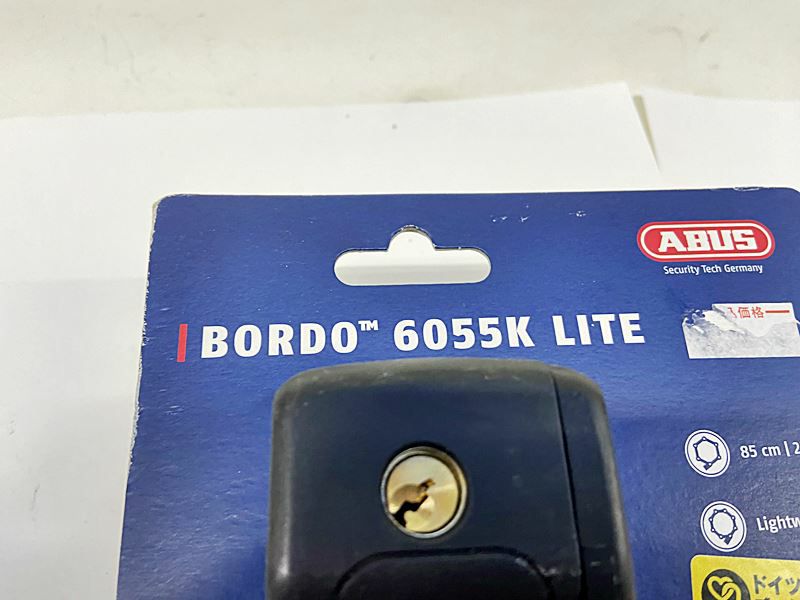 ABUS
Security Tech Germany
BORDO™ 6055K LITE
価格
85 cm | 2
Lightw
ドイツ